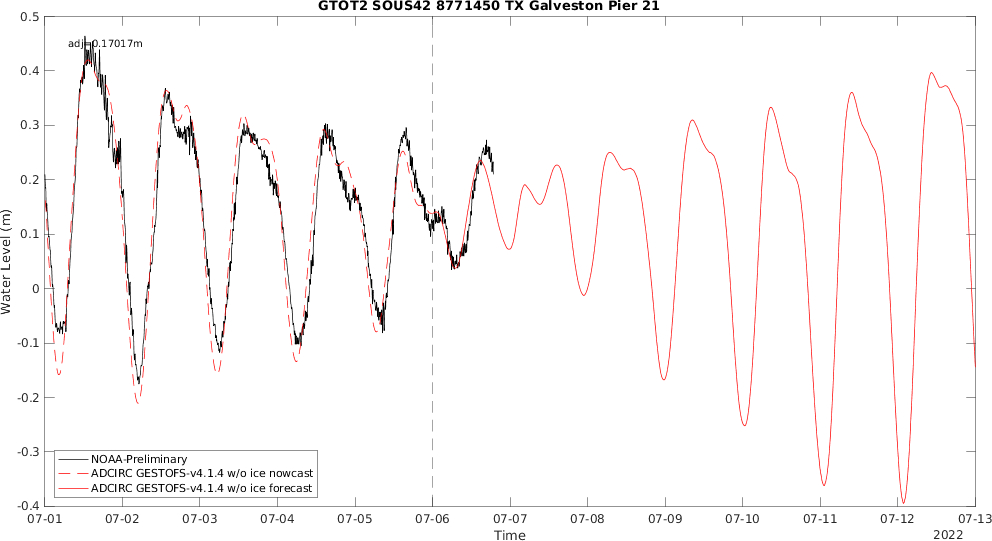 GTOT2 SOUS42 8771450 TX Galveston Pier 21
adj=0.17017m
0.5
0.4
0.3
0.2
0.1
0
-0.1
-0.2
-0.3
-0.4
Water Level (m)
NOAA-Preliminary
ADCIRC GESTOFS-v4.1.4 w/o ice nowcast
ADCIRC GESTOFS-v4.1.4 w/o ice forecast
07-01 07-02 07-03 07-04 07-05 07-06 07-07 07-08 07-09 07-10 07-11 07-12 07-13
Time
2022